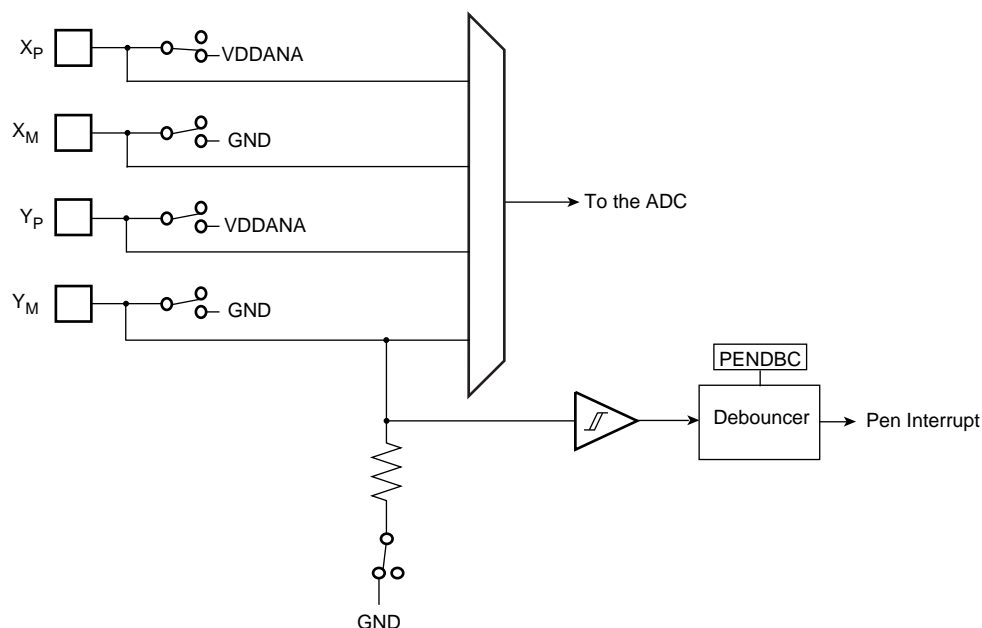 XP
VDDANA
XM
GND
YP
VDDANA
To the ADC
YM
GND
PENDBC
Debouncer
Pen Interrupt
GND